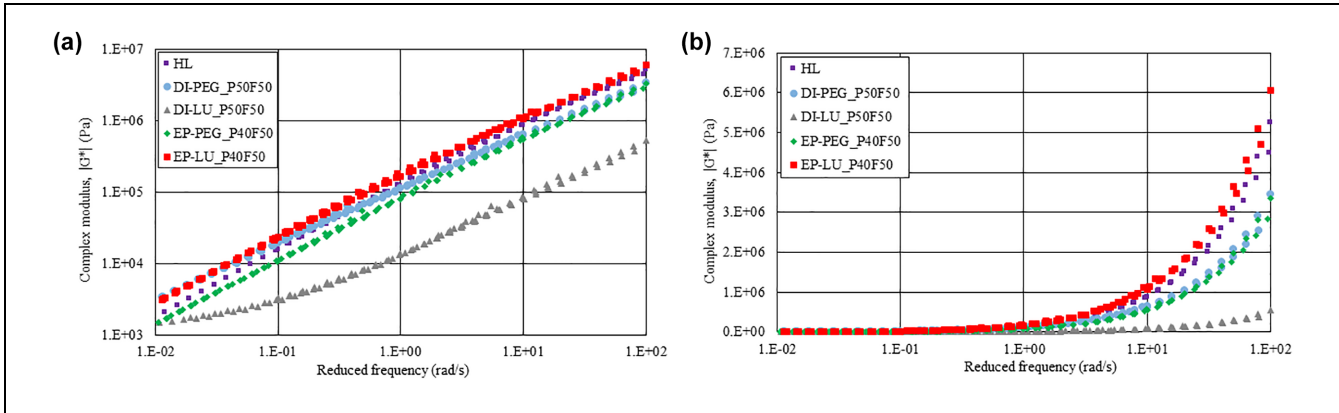 (a)
Complex modulus, |G*| (Pa)
1.E+07
1.E+06
1.E+05
1.E+04
1.E+03
HL
DI-PEG_P50F50
DI-LU_P50F50
EP-PEG_P40F50
EP-LU_P40F50
1.E-02 1.E-01 1.E+00 1.E+01 1.E+02
Reduced frequency (rad/s)
(b)
Complex modulus, |G*| (Pa)
7.E+06
6.E+06
5.E+06
4.E+06
3.E+06
2.E+06
1.E+06
0.E+00
HL
DI-PEG_P50F50
DI-LU_P50F50
EP-PEG_P40F50
EP-LU_P40F50
1.E-02 1.E-01 1.E+00 1.E+01 1.E+02
Reduced frequency (rad/s)